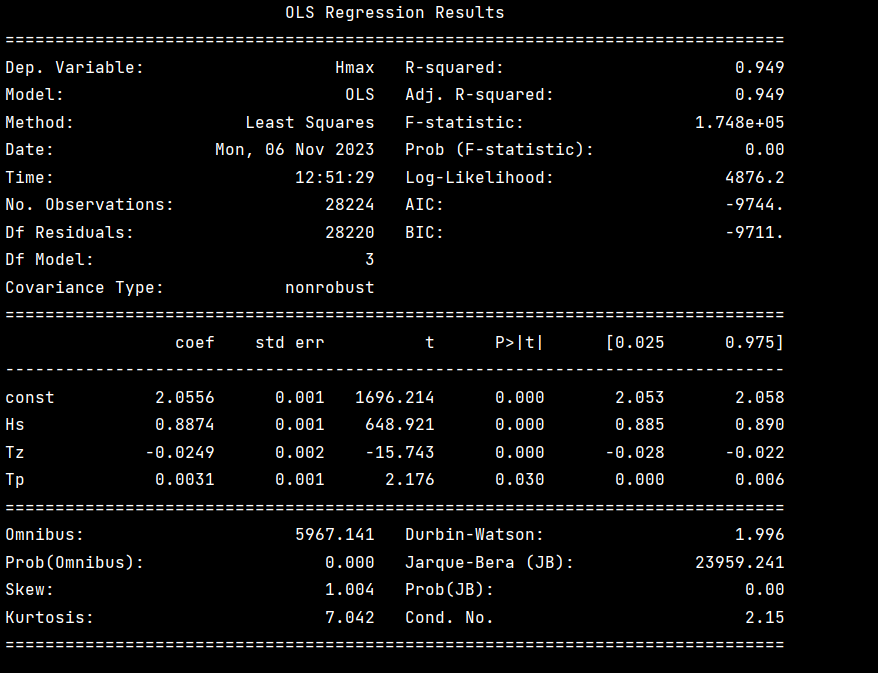 OLS Regression Results
==============================================================================
Dep. Variable:                   Hmax   R-squared:                       0.949
Model:                            OLS   Adj. R-squared:                  0.949
Method:                 Least Squares   F-statistic:                 1.748e+05
Date:                Mon, 06 Nov 2023   Prob (F-statistic):               0.00
Time:                        12:51:29   Log-Likelihood:                 4876.2
No. Observations:               28224   AIC:                            -9744.
Df Residuals:                   28220   BIC:                            -9711.
Df Model:                           3
Covariance Type:            nonrobust
==============================================================================
                 coef    std err          t      P>|t|      [0.025      0.975]
------------------------------------------------------------------------------
const          2.0556      0.001   1696.214      0.000       2.053       2.058
Hs             0.8874      0.001    648.921      0.000       0.885       0.890
Tz            -0.0249      0.002    -15.743      0.000      -0.028      -0.022
Tp             0.0031      0.001      2.176      0.030       0.000       0.006
==============================================================================
Omnibus:                     5967.141   Durbin-Watson:                   1.996
Prob(Omnibus):                  0.000   Jarque-Bera (JB):            23959.241
Skew:                           1.004   Prob(JB):                         0.00
Kurtosis:                       7.042   Cond. No.                         2.15
==============================================================================